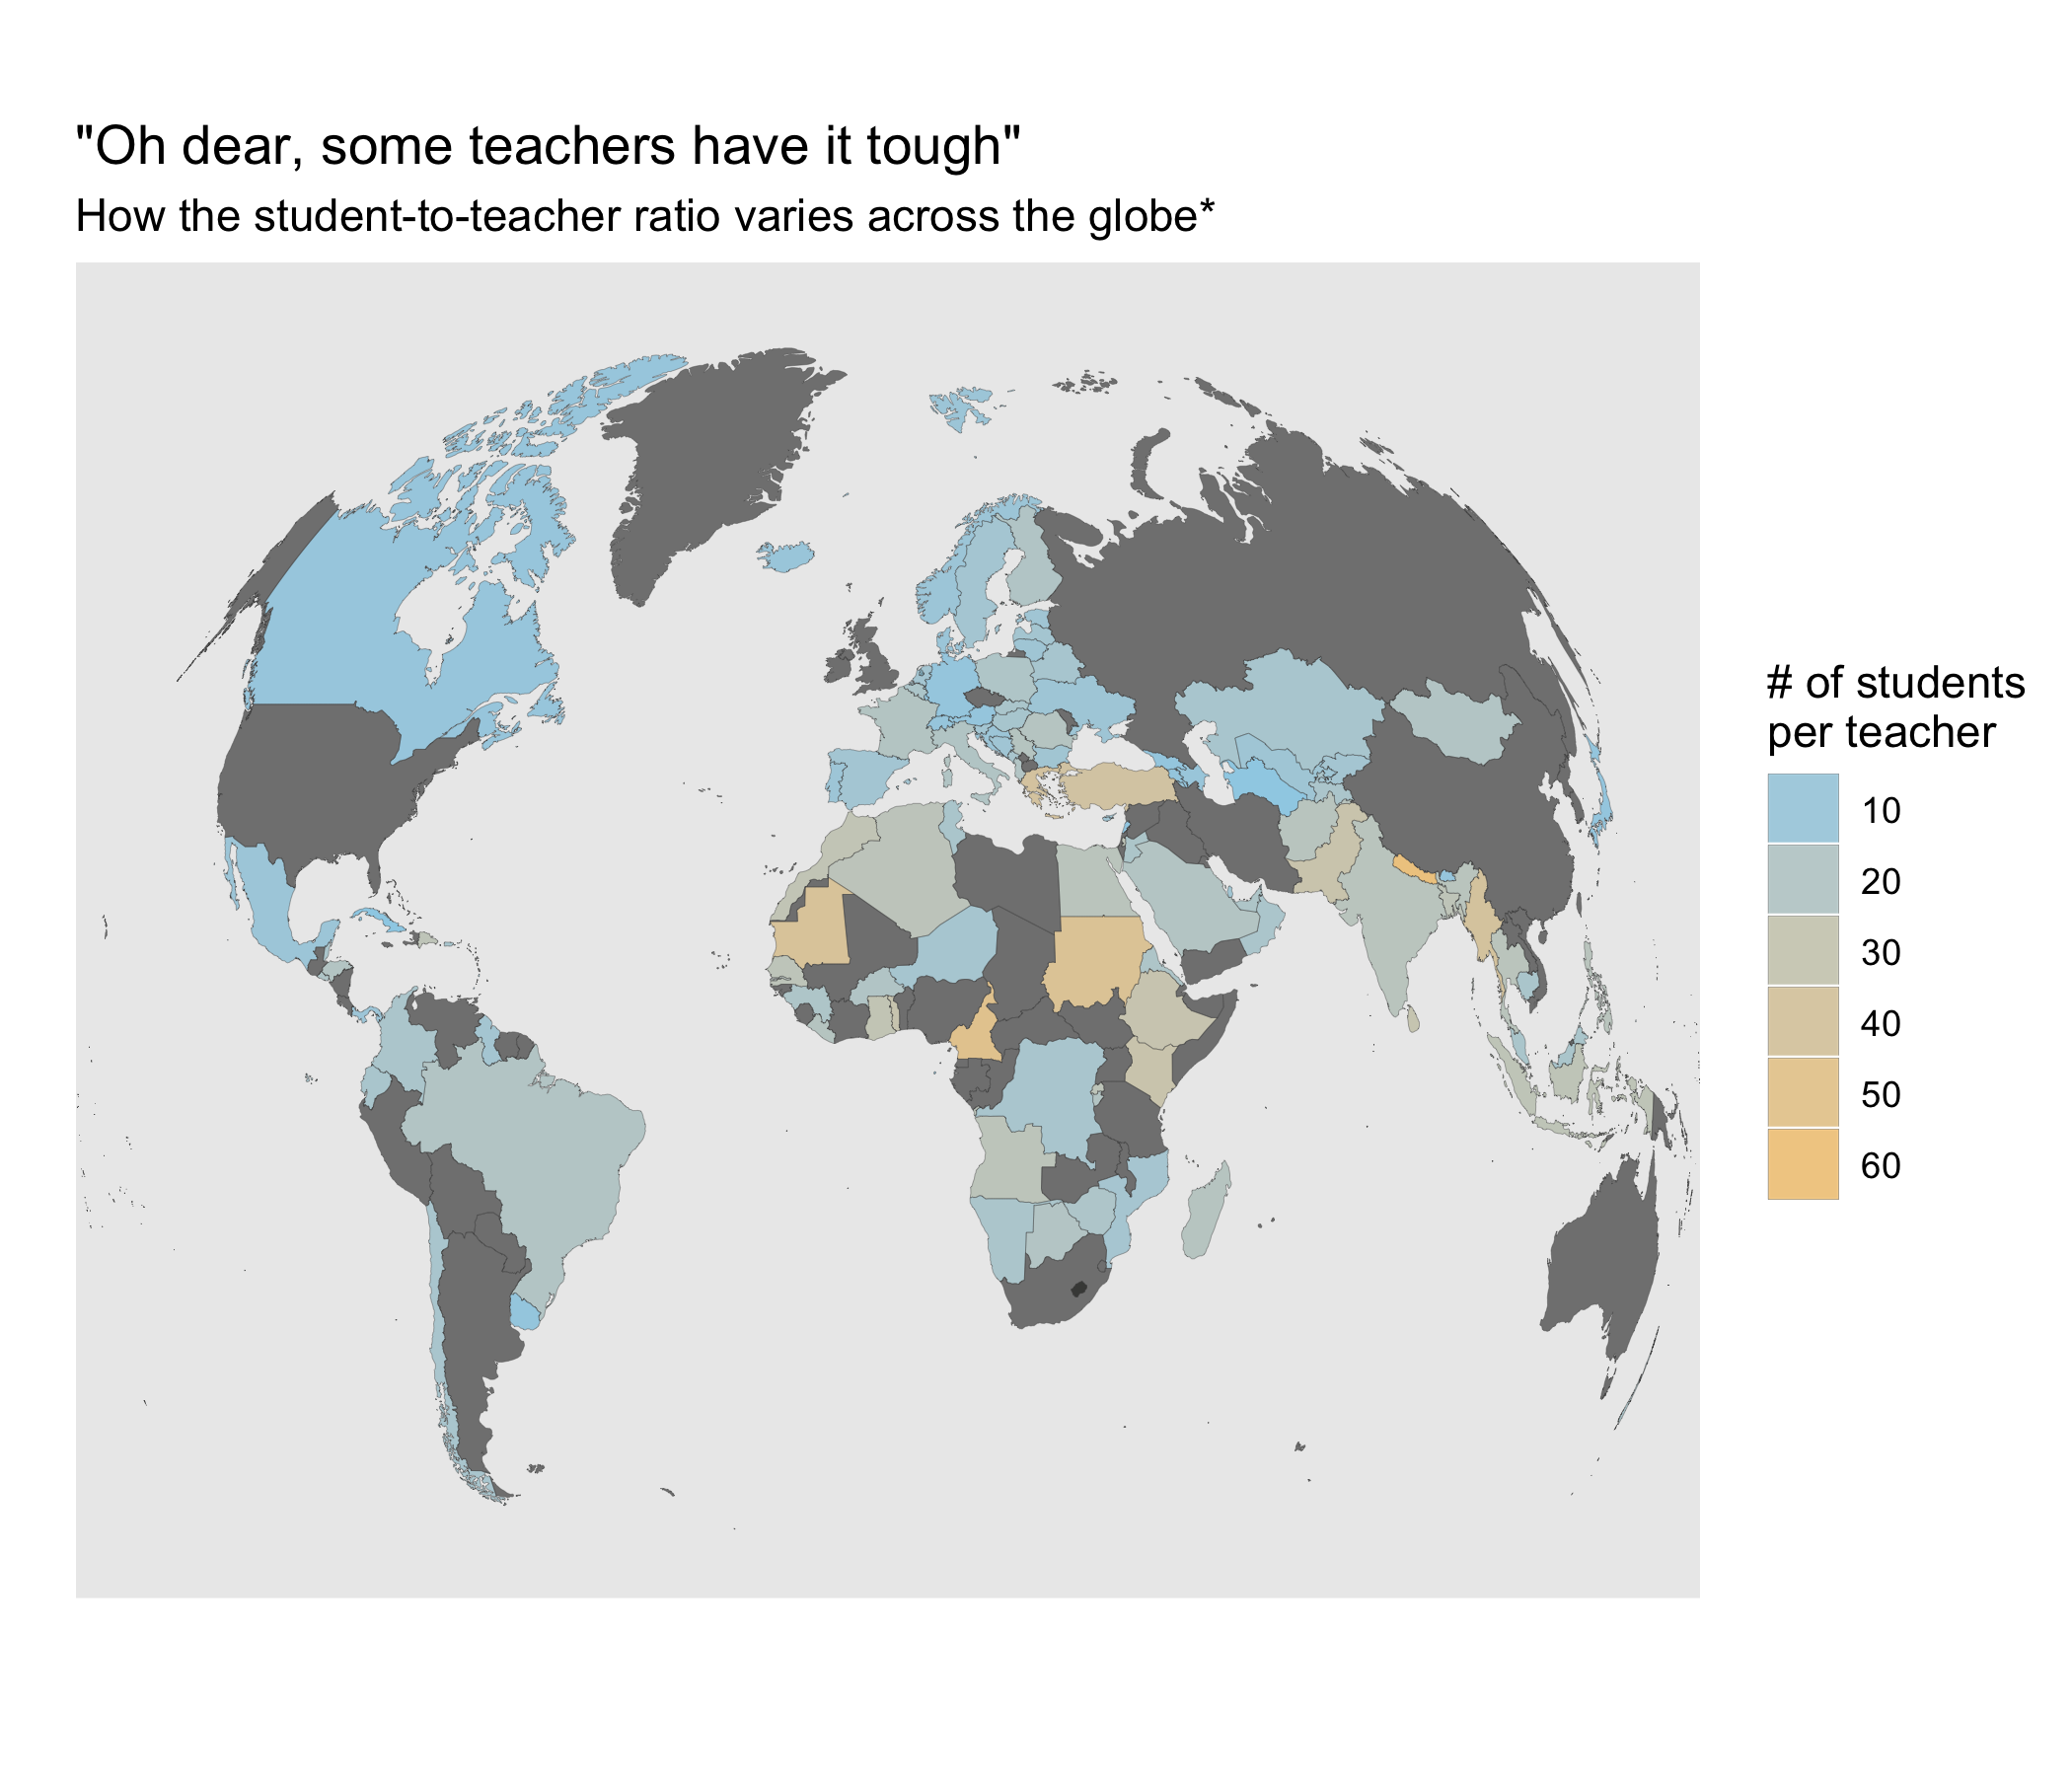 "Oh dear, some teachers have it tough"
How the student-to-teacher ratio varies across the globe*
# of students
per teacher
10
20
30
40
50
60